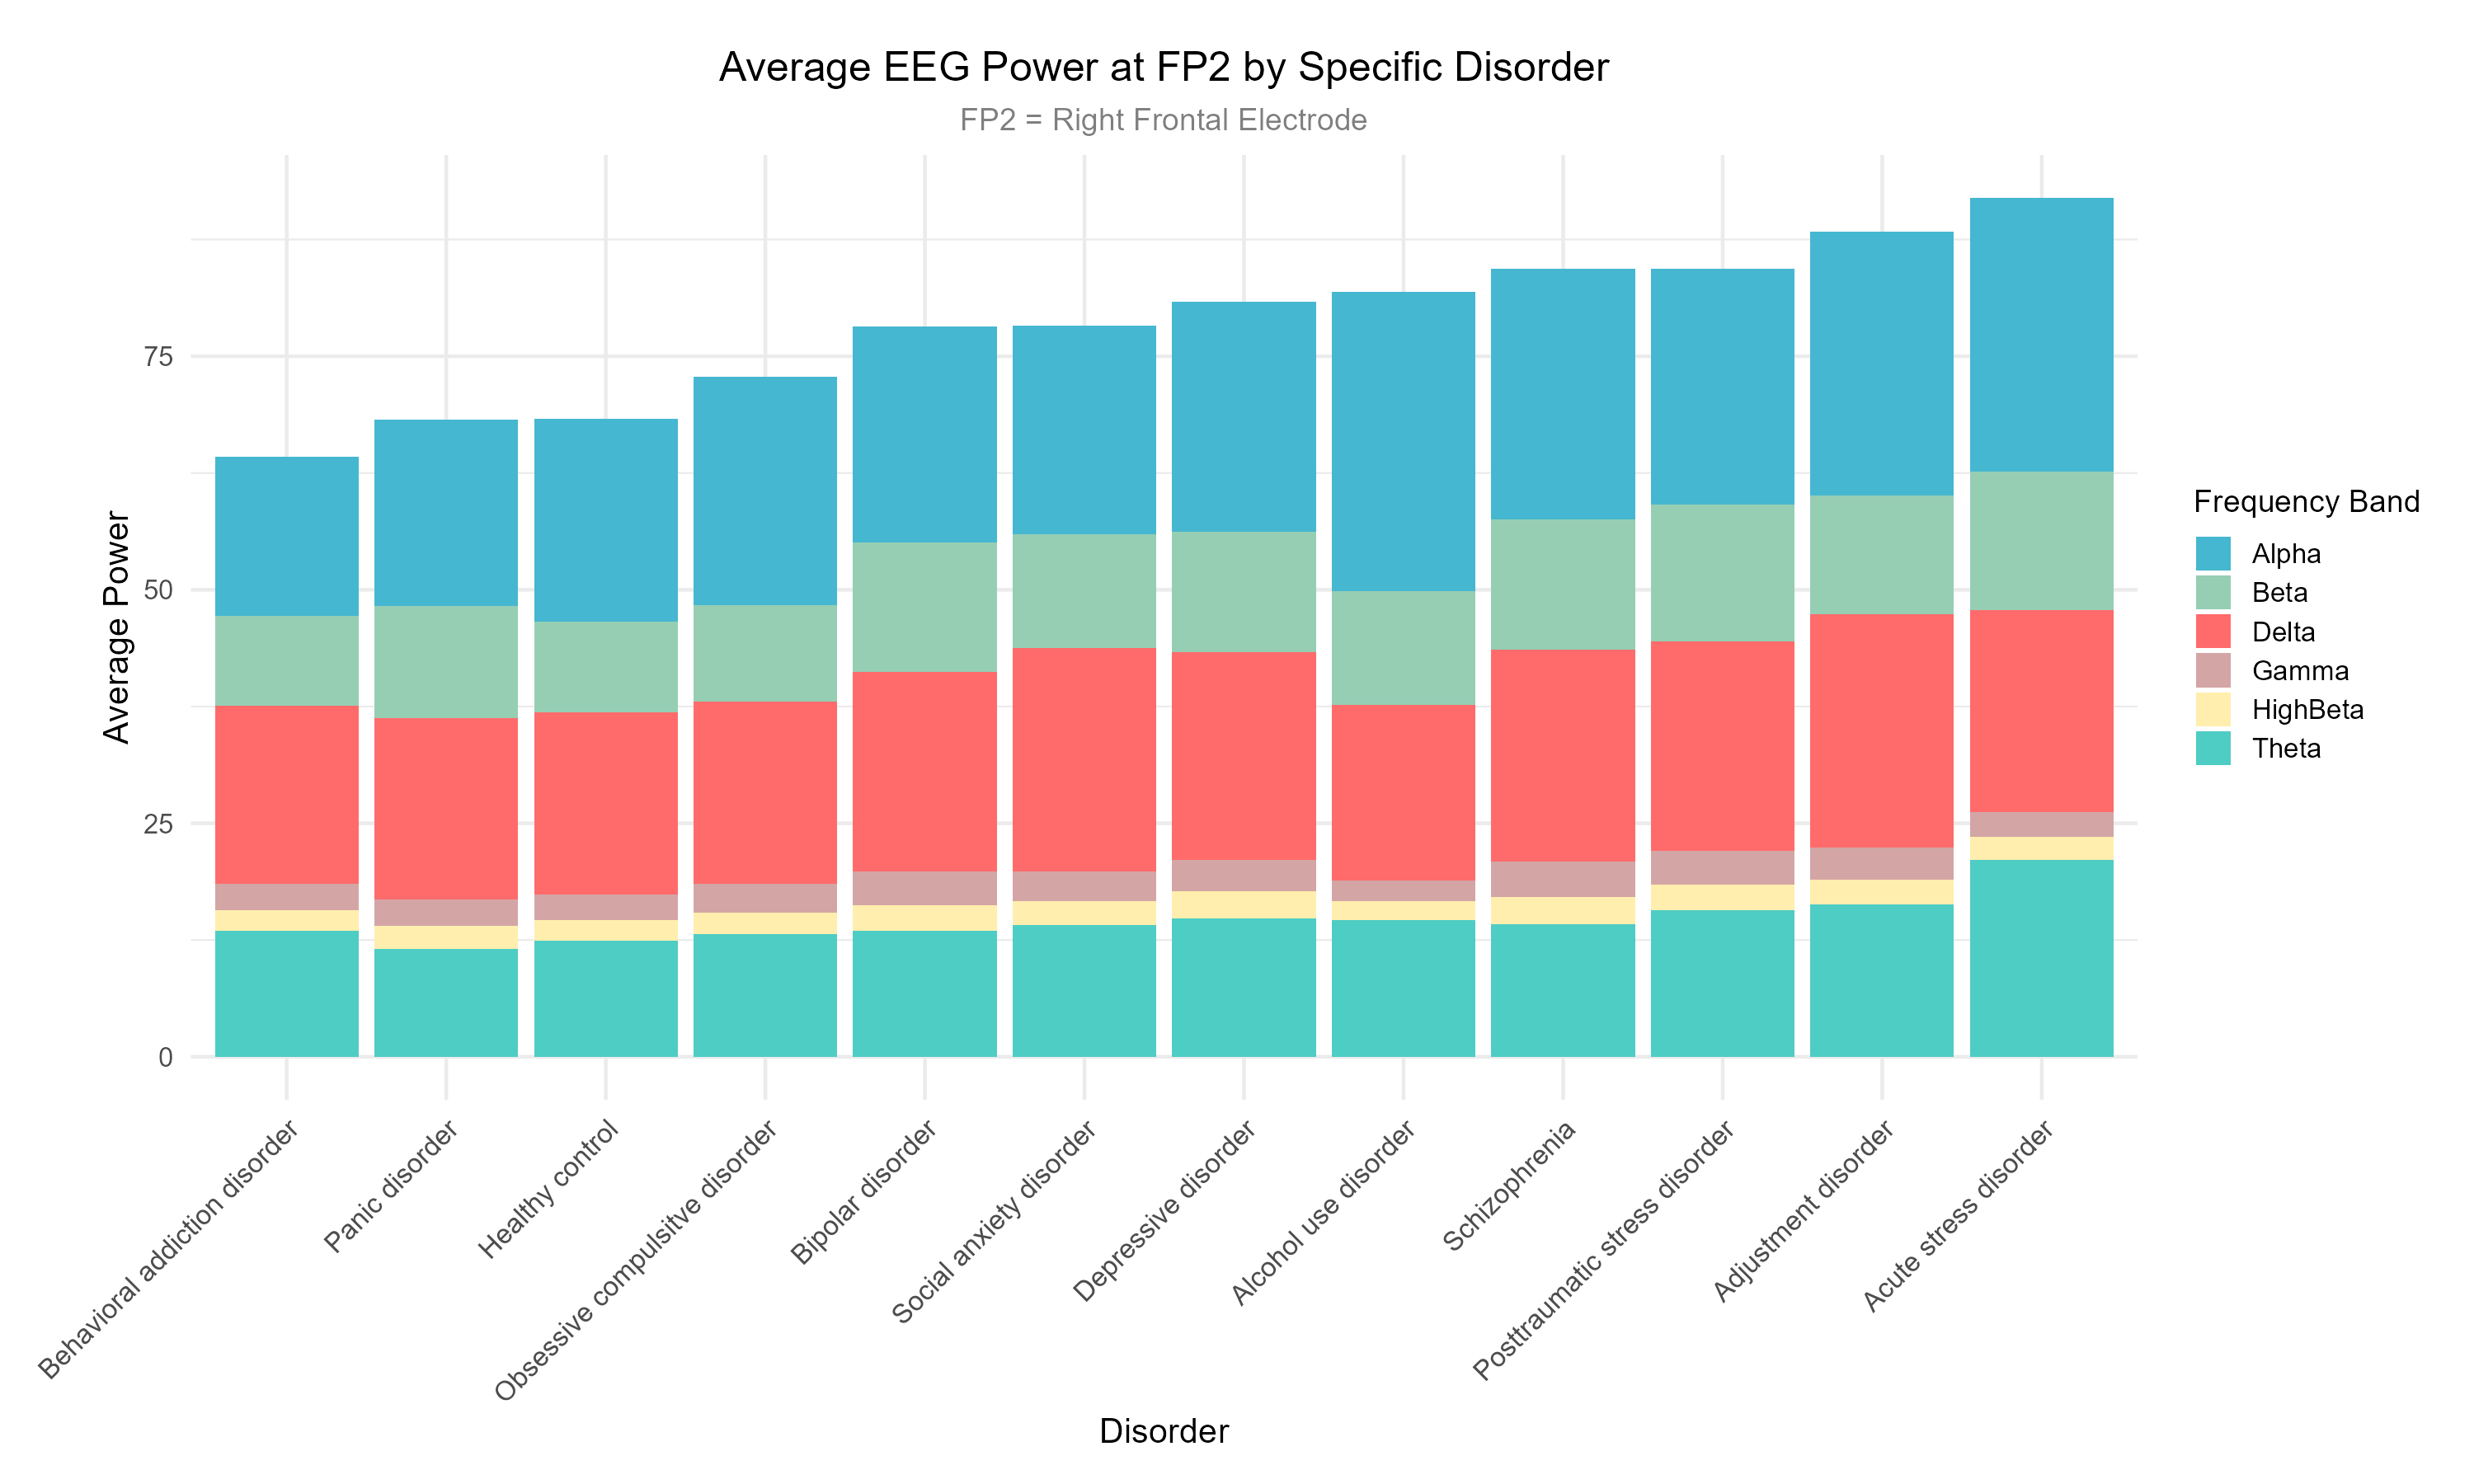 Average EEG Power at FP2 by Specific Disorder
FP2 = Right Frontal Electrode
Average Power
75
50
25
0
Behavioral addiction disorder
Panic disorder
Healthy control
Obsessive compulsitve disorder
Bipolar disorder
Social anxiety disorder
Depressive disorder
Alcohol use disorder
Schizophrenia
Posttraumatic stress disorder
Adjustment disorder
Acute stress disorder
Disorder
Frequency Band
Alpha
Beta
Delta
Gamma
HighBeta
Theta